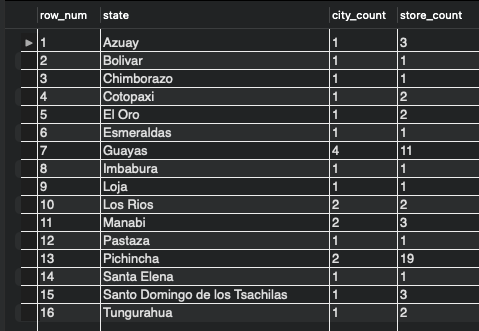 row_num state city_count store_count
1 Azuay 1 3
2 Bolivar 1 1
3 Chimborazo 1 1
4 Cotopaxi 1 2
5 El Oro 1 2
6 Esmeraldas 1 1
7 Guayas 4 11
8 Imbabura 1 1
9 Loja 1 1
10 Los Rios 2 2
11 Manabi 2 3
12 Pastaza 1 1
13 Pichincha 2 19
14 Santa Elena 1 1
15 Santo Domingo de los Tsachilas 1 3
16 Tungurahua 1 2